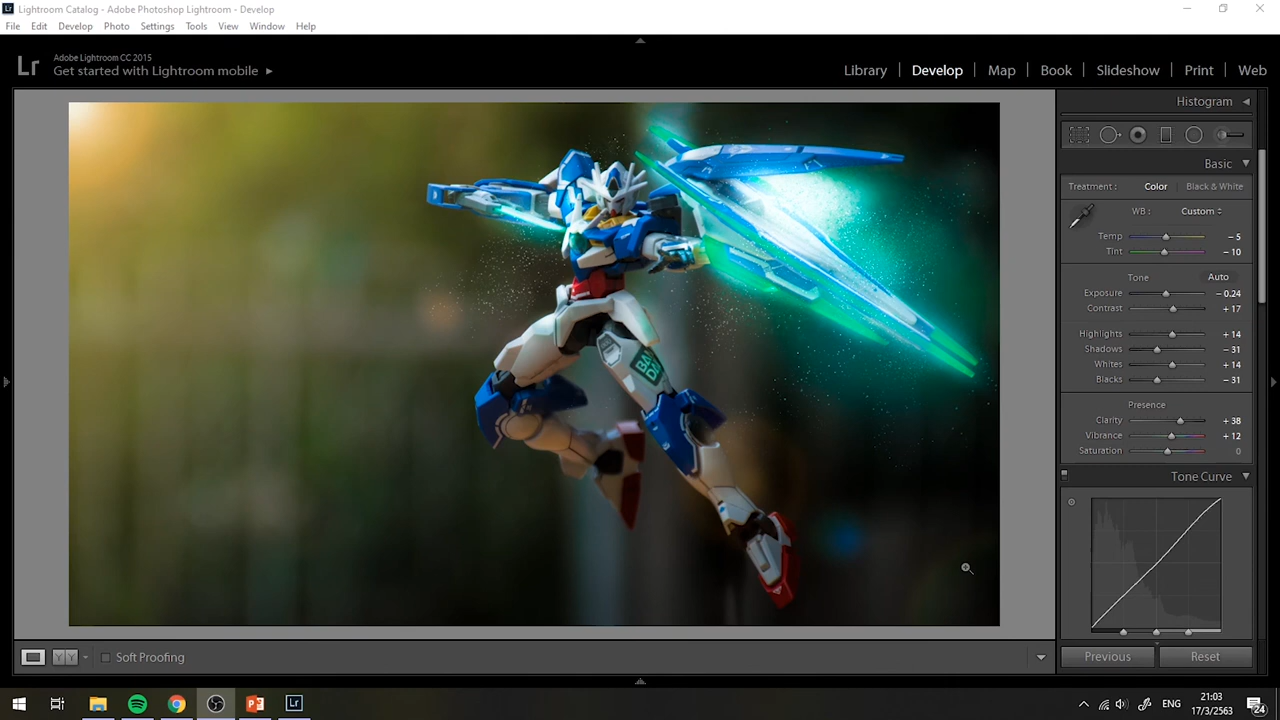 Lightroom Catalog - Adobe Photoshop Lightroom - Develop
File Edit Develop Photo Settings Tools View Window Help
Lr Adobe Lightroom CC 2015
Get started with Lightroom mobile ▸
Library | Develop | Map | Book | Slideshow | Print | Web
Histogram
Basic
Treatment : Color | Black & White
WB : Custom
Temp - 5
Tint - 10
Tone Auto
Exposure - 0.24
Contrast + 17
Highlights + 14
Shadows - 31
Whites + 14
Blacks - 31
Presence
Clarity + 38
Vibrance + 12
Saturation 0
Tone Curve
Y Y Soft Proofing
Previous Reset
Lr
ENG
21:03
17/3/2563
24